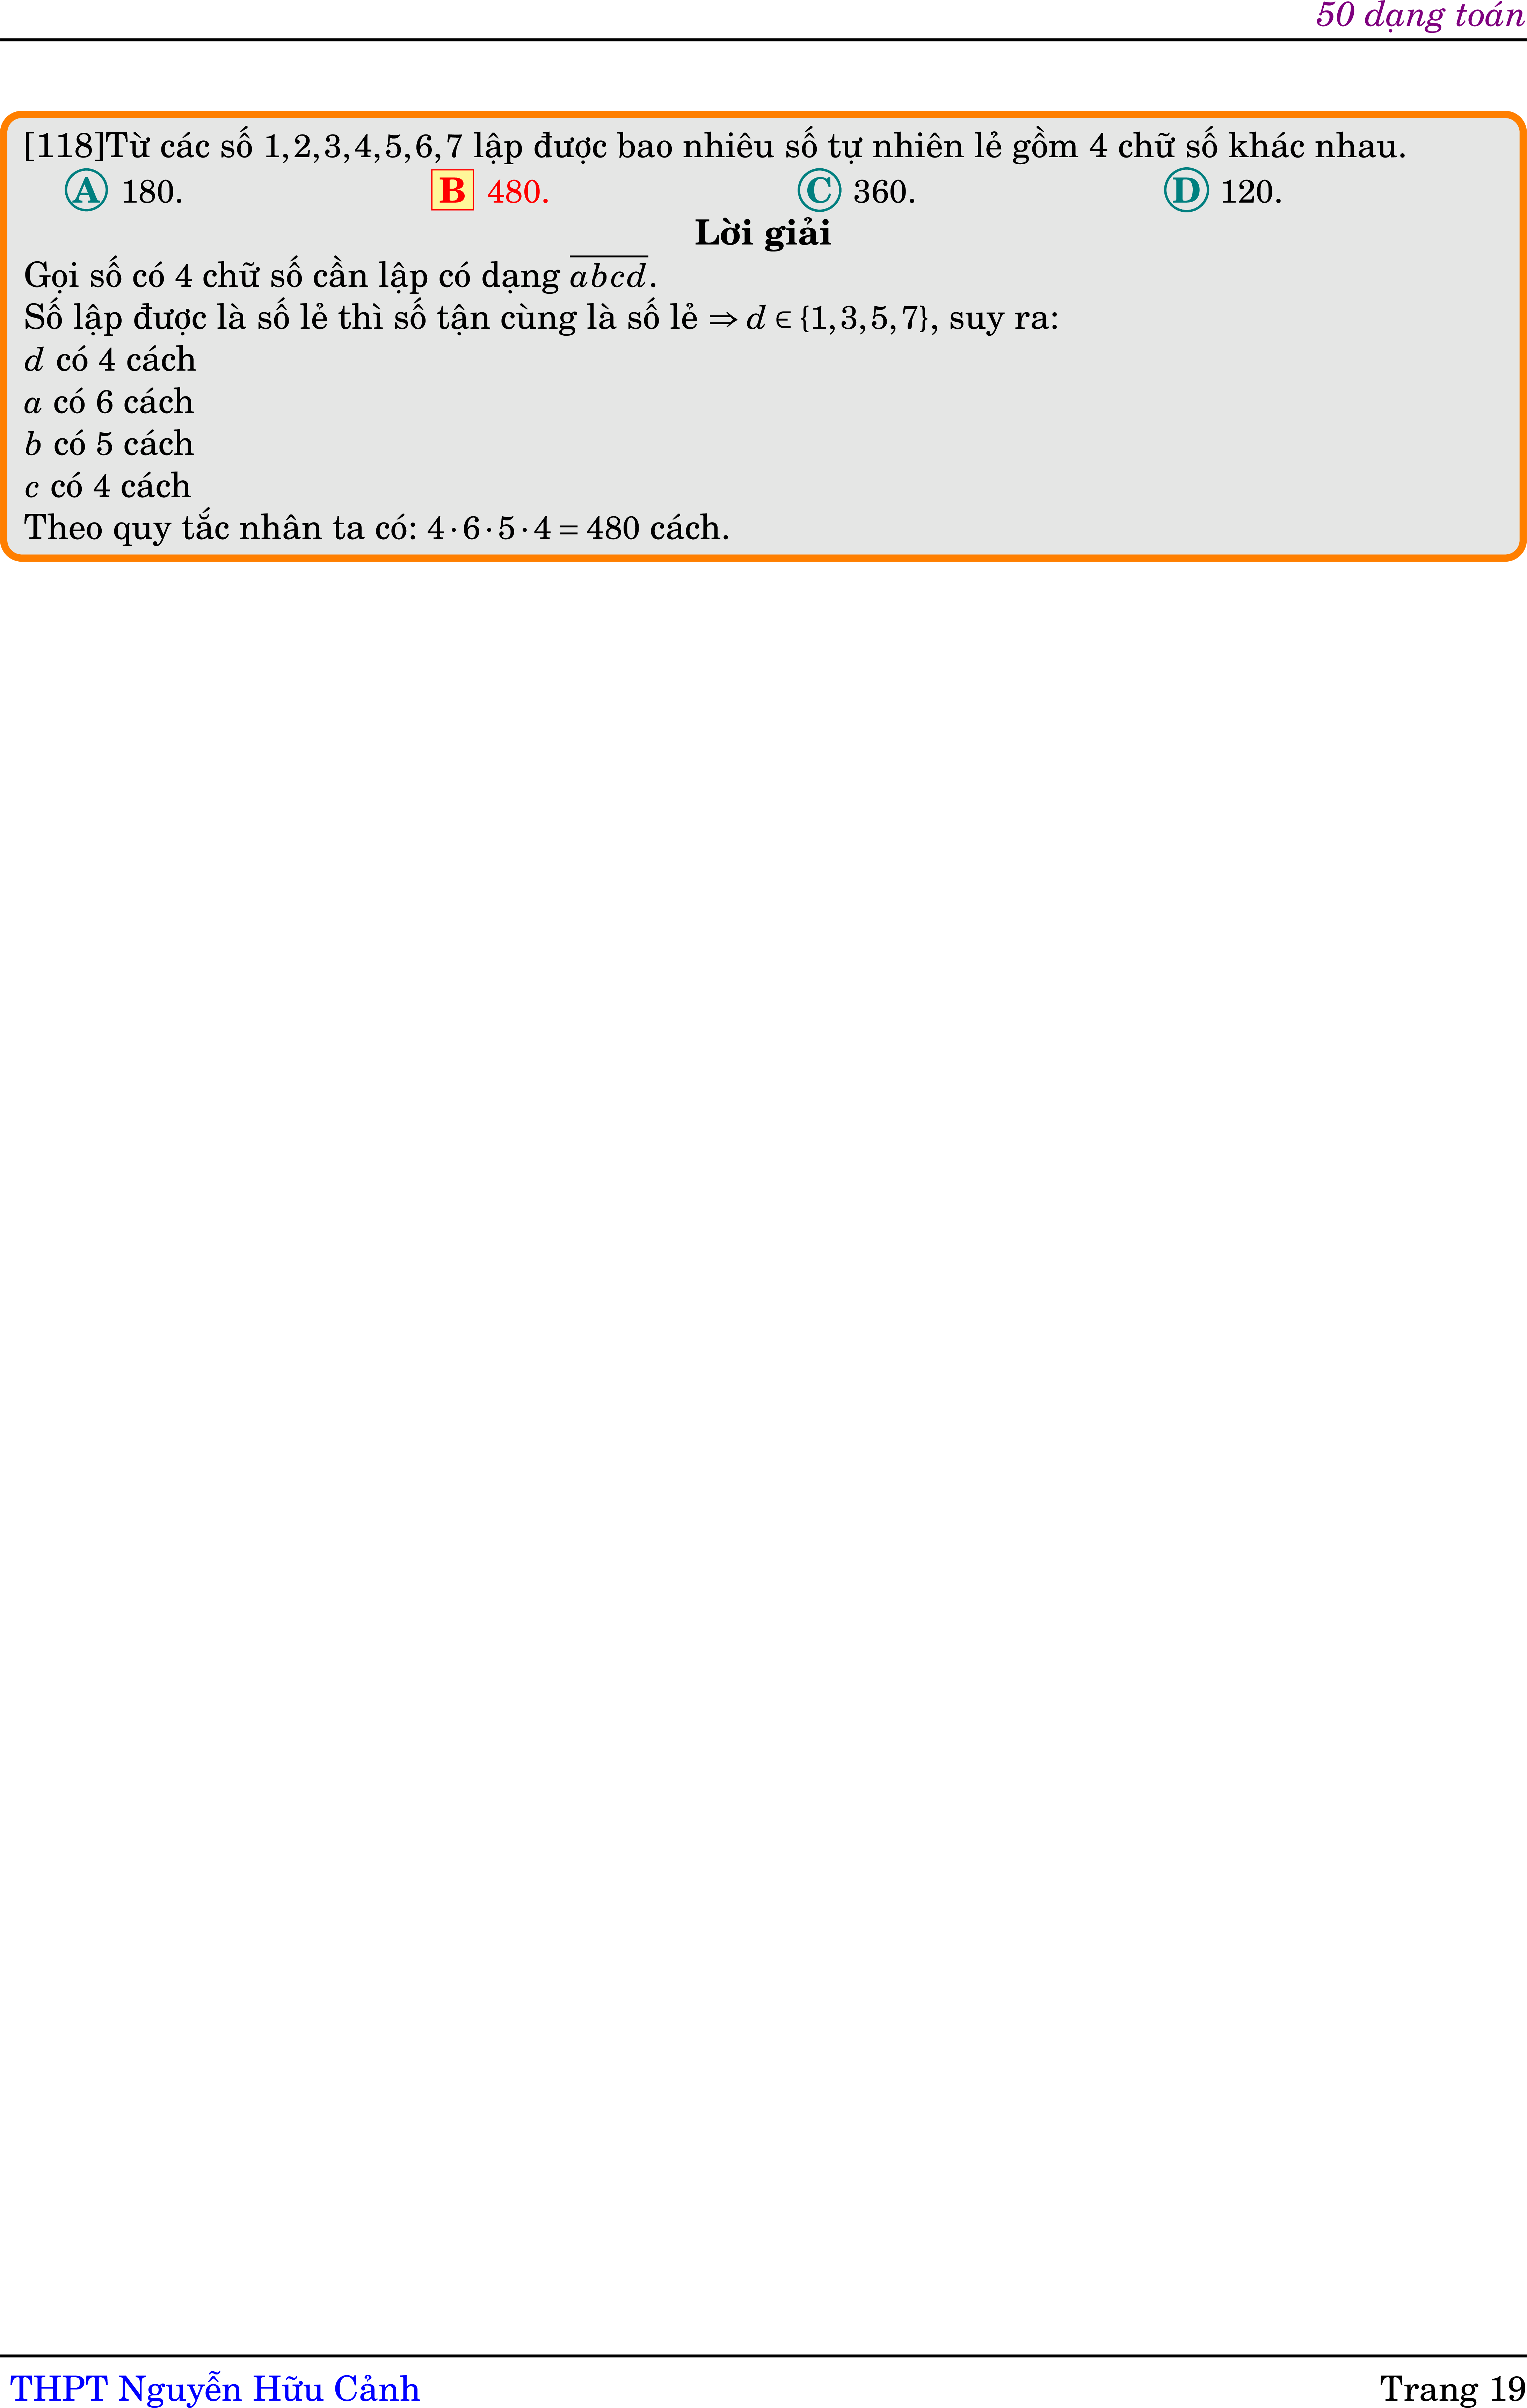 50 dạng toán
[118]Từ các số 1,2,3,4,5,6,7 lập được bao nhiêu số tự nhiên lẻ gồm 4 chữ số khác nhau.
A 180. B 480. C 360. D 120.
Lời giải
Gọi số có 4 chữ số cần lập có dạng \overline{abcd}.
Số lập được là số lẻ thì số tận cùng là số lẻ ⇒ d ∈ {1,3,5,7}, suy ra:
d có 4 cách
a có 6 cách
b có 5 cách
c có 4 cách
Theo quy tắc nhân ta có: 4·6·5·4 = 480 cách.
THPT Nguyễn Hữu Cảnh Trang 19